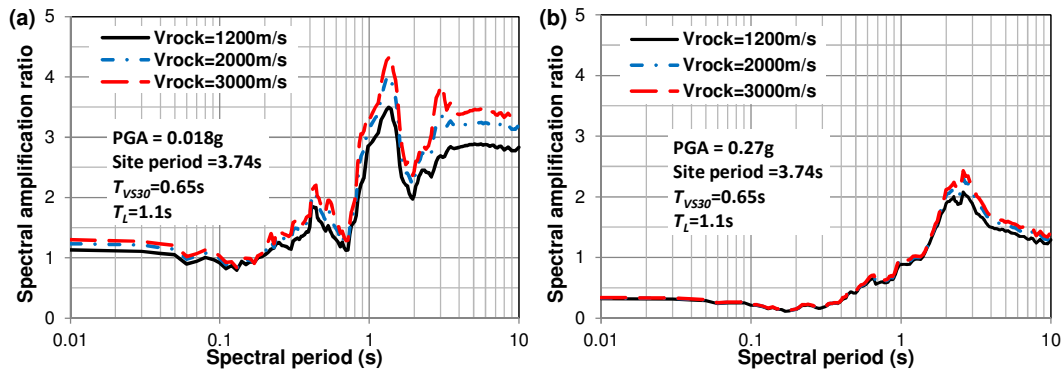 (a)
Spectral amplification ratio
5
4
3
2
1
0
Vrock=1200m/s
Vrock=2000m/s
Vrock=3000m/s
PGA = 0.018g
Site period =3.74s
TVS30=0.65s
TL=1.1s
0.01
0.1
1
10
Spectral period (s)
(b)
Spectral amplification ratio
5
4
3
2
1
0
Vrock=1200m/s
Vrock=2000m/s
Vrock=3000m/s
PGA = 0.27g
Site period =3.74s
TVS30=0.65s
TL=1.1s
0.01
0.1
1
10
Spectral period (s)